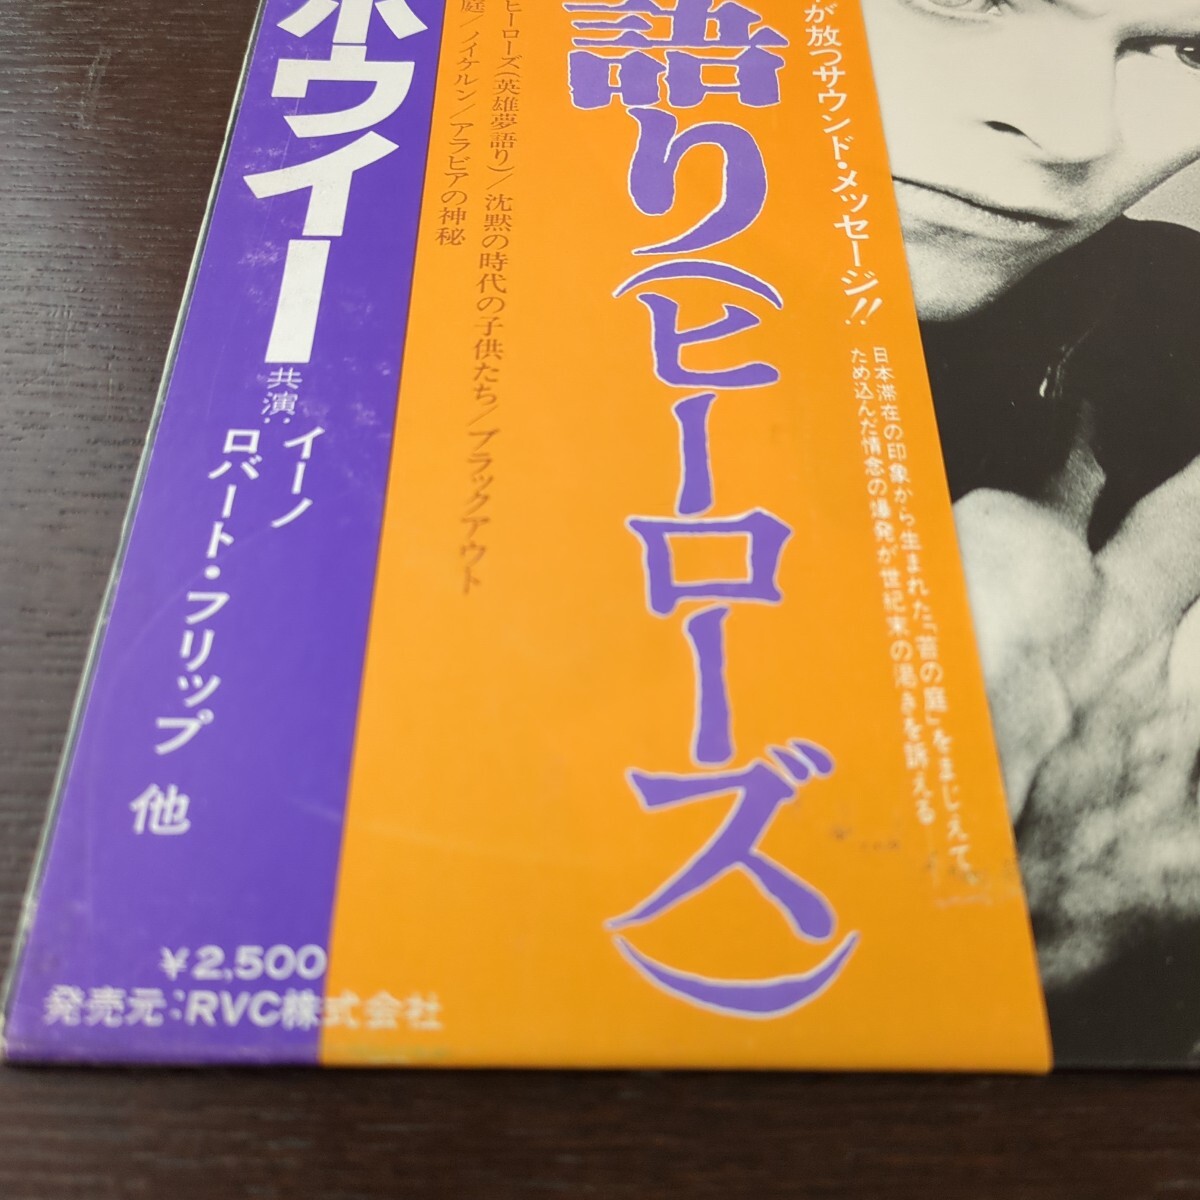 が放つサウンド・メッセージ!!
日本滞在の印象から生まれた「苔の庭」をまじえて、
ため込んだ情念の爆発が世紀末の渇きを訴える
語り(ヒーローズ)
ヒーローズ(英雄夢語り)/沈黙の時代の子供たち/ブラックアウト
庭/ノイケルン/アラビアの神秘
ボウイー
共演:
イーノ
ロバート・フリップ 他
¥2,500
発売元:RVC株式会社